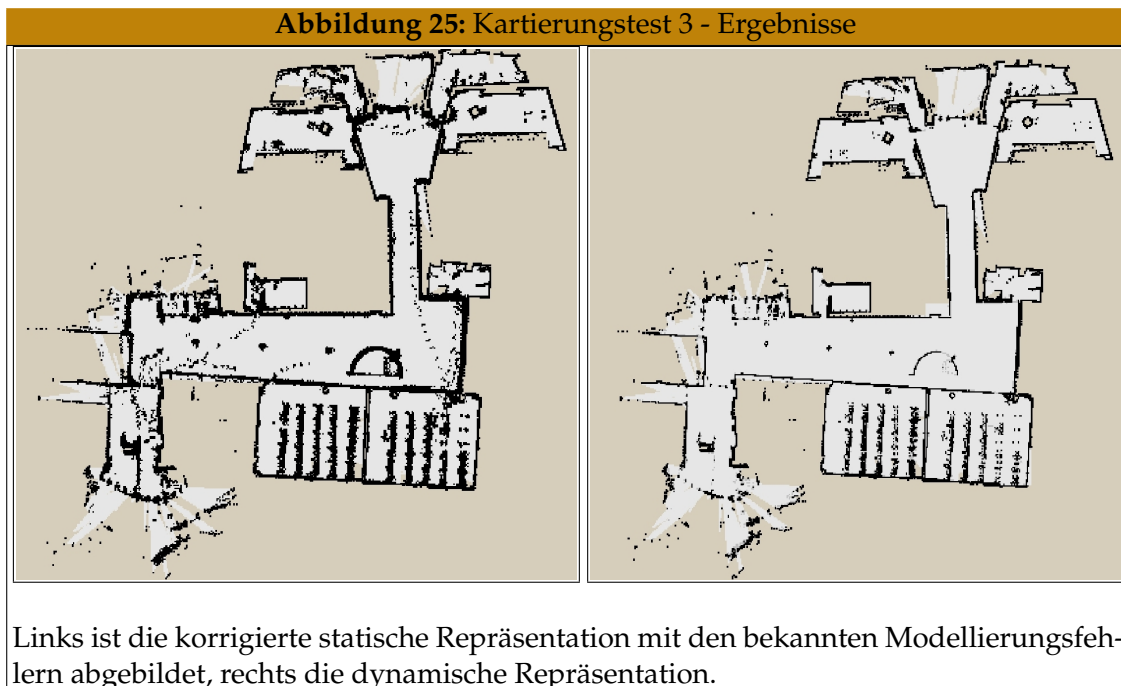 Abbildung 25: Kartierungstest 3 - Ergebnisse
Links ist die korrigierte statische Repräsentation mit den bekannten Modellierungsfeh-
lern abgebildet, rechts die dynamische Repräsentation.